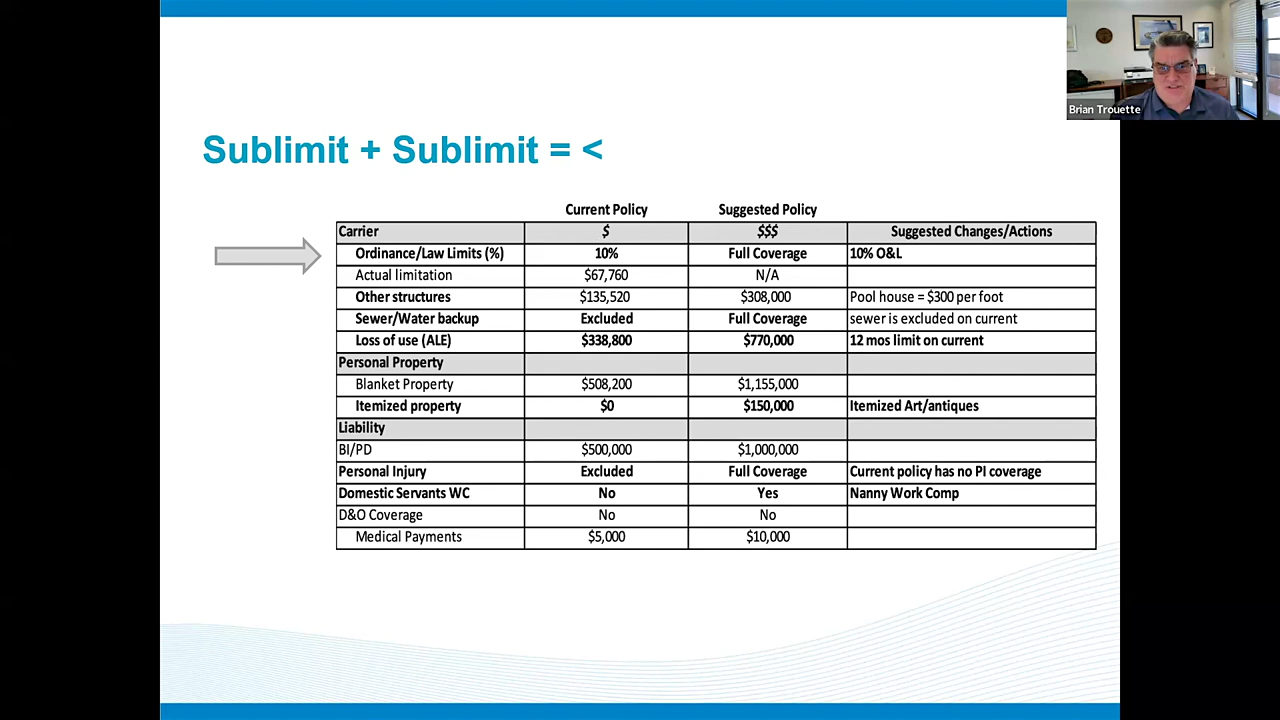 Brian Trouette
Sublimit + Sublimit = <
Current Policy Suggested Policy
Carrier $ $$$ Suggested Changes/Actions
Ordinance/Law Limits (%) 10% Full Coverage 10% O&L
Actual limitation $67,760 N/A
Other structures $135,520 $308,000 Pool house = $300 per foot
Sewer/Water backup Excluded Full Coverage sewer is excluded on current
Loss of use (ALE) $338,800 $770,000 12 mos limit on current
Personal Property
Blanket Property $508,200 $1,155,000
Itemized property $0 $150,000 Itemized Art/antiques
Liability
BI/PD $500,000 $1,000,000
Personal Injury Excluded Full Coverage Current policy has no PI coverage
Domestic Servants WC No Yes Nanny Work Comp
D&O Coverage No No
Medical Payments $5,000 $10,000